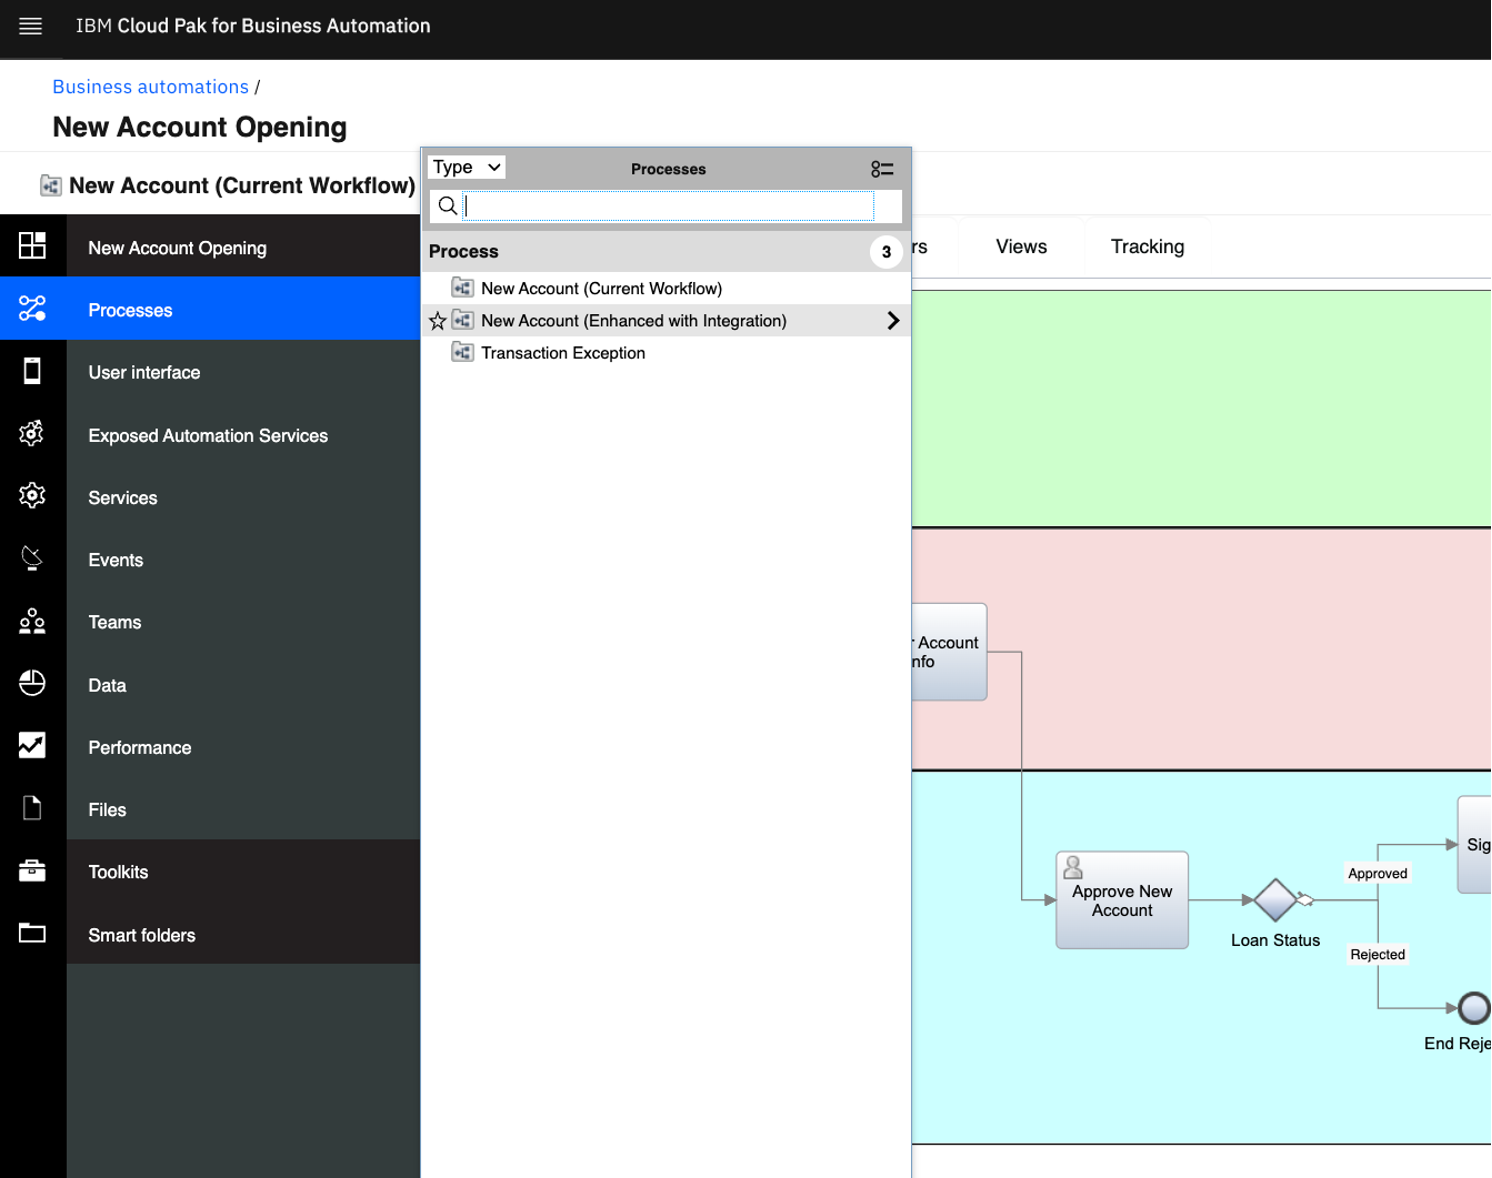 IBM Cloud Pak for Business Automation
Business automations /
New Account Opening
New Account (Current Workflow)
Type
Processes
Process
3
New Account (Current Workflow)
New Account (Enhanced with Integration)
Transaction Exception
New Account Opening
Processes
User interface
Exposed Automation Services
Services
Events
Teams
Data
Performance
Files
Toolkits
Smart folders
rs
Views
Tracking
r Account
nfo
Approve New
Account
Loan Status
Approved
Rejected
Sig
End Reje